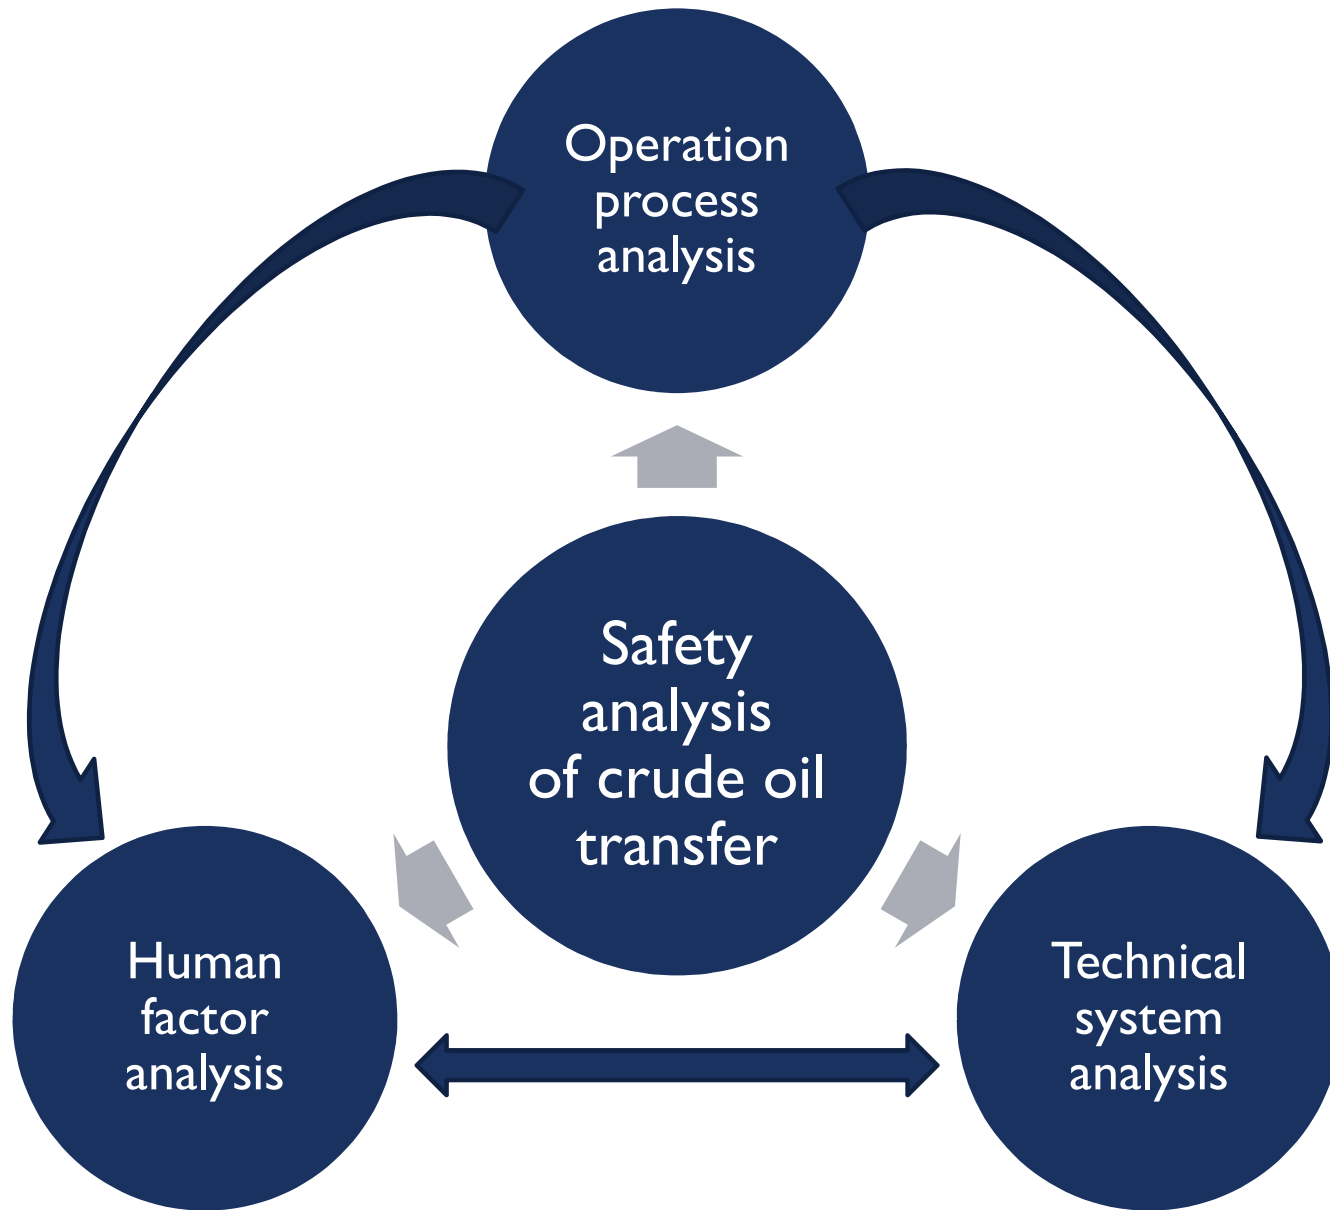 Operation
process
analysis
Safety
analysis
of crude oil
transfer
Human
factor
analysis
Technical
system
analysis